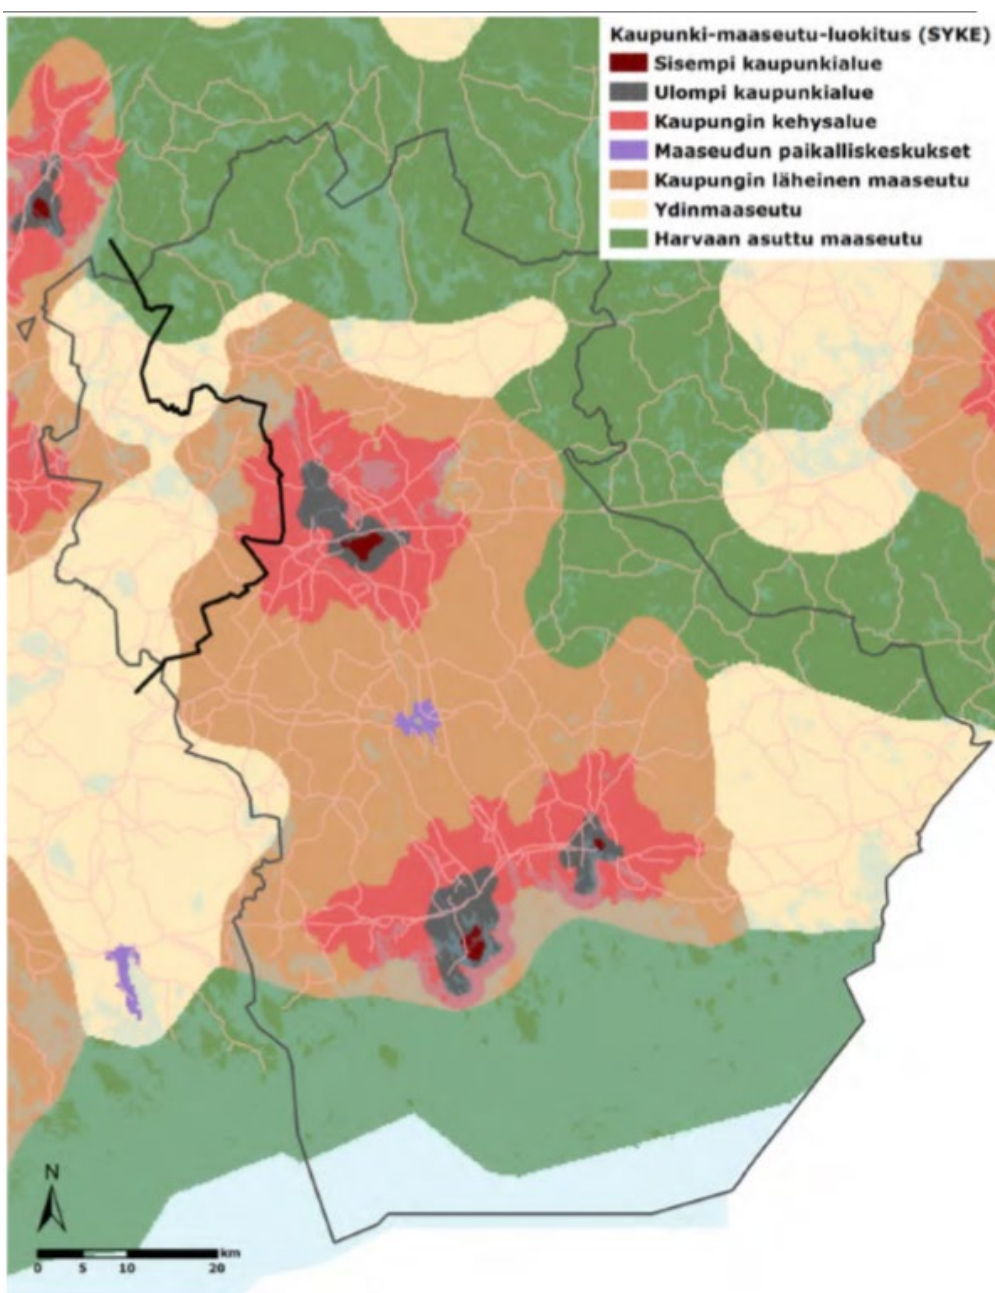 Kaupunki-maaseutu-luokitus (SYKE)
Sisempi kaupunkialue
Ulompi kaupunkialue
Kaupungin kehysalue
Maaseudun paikalliskeskukset
Kaupungin läheinen maaseutu
Ydinmaaseutu
Harvaan asuttu maaseutu
N
km
0 5 10 20